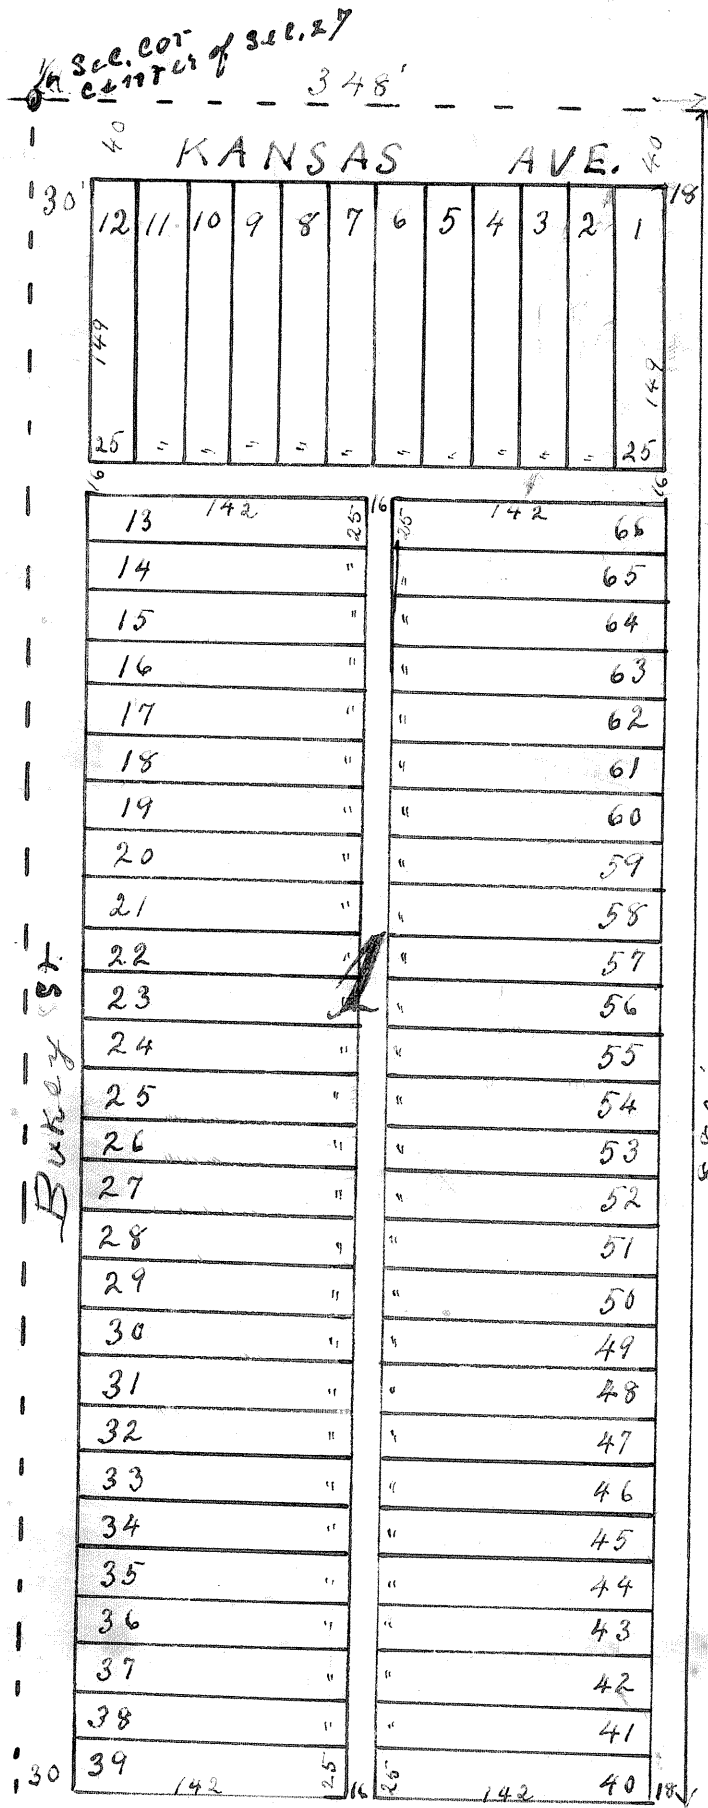 1/4 Sec. cor
center of Sec. 27
348'
40 KANSAS AVE. 40
30' 18
12 11 10 9 8 7 6 5 4 3 2 1
149 149
25 " " " " " " " " " " 25
16 16 16
13 142 25 25 142 66
14 " " 65
15 " " 64
16 " " 63
17 " " 62
18 " " 61
19 " " 60
20 " " 59
21 " " 58
22 " " 57
1
23 " " 56
Bukey St.
24 " " 55
25 " " 54
26 " " 53
27 " " 52
28 " " 51
29 " " 50
30 " " 49
31 " " 48
32 " " 47
33 " " 46
34 " " 45
35 " " 44
36 " " 43
37 " " 42
38 " " 41
30 39 142 25 16 25 142 40 18